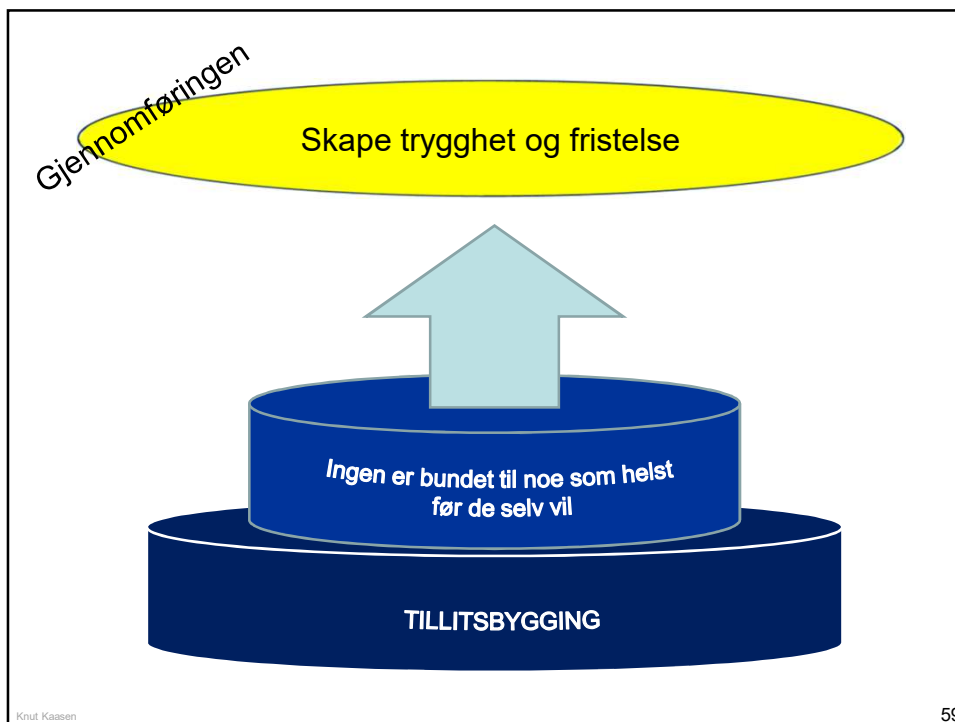 Gjennomføringen
Skape trygghet og fristelse
Ingen er bundet til noe som helst
før de selv vil
TILLITSBYGGING
Knut Kaasen
59